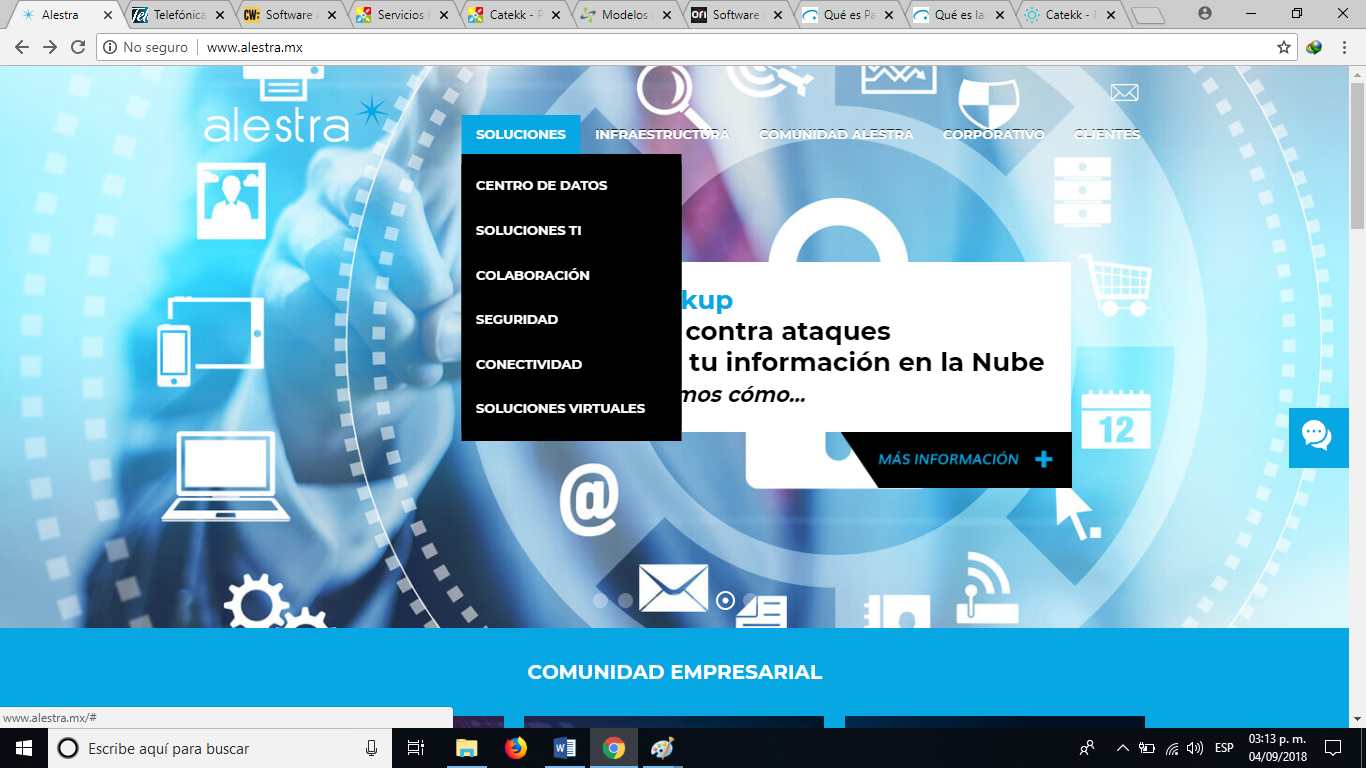 Alestra
Telefónica
Software
Servicios
Catekk - P
Modelos
Software
Qué es Pa
Qué es Iaa
Catekk -
No seguro
www.alestra.mx
alestra
SOLUCIONES
INFRAESTRUCTURA
COMUNIDAD ALESTRA
CORPORATIVO
CLIENTES
CENTRO DE DATOS
SOLUCIONES TI
COLABORACIÓN
SEGURIDAD
CONECTIVIDAD
SOLUCIONES VIRTUALES
kup
contra ataques
tu información en la Nube
mos cómo...
MÁS INFORMACIÓN
12
@
COMUNIDAD EMPRESARIAL
www.alestra.mx/#
Escribe aquí para buscar
ESP
03:13 p. m.
04/09/2018